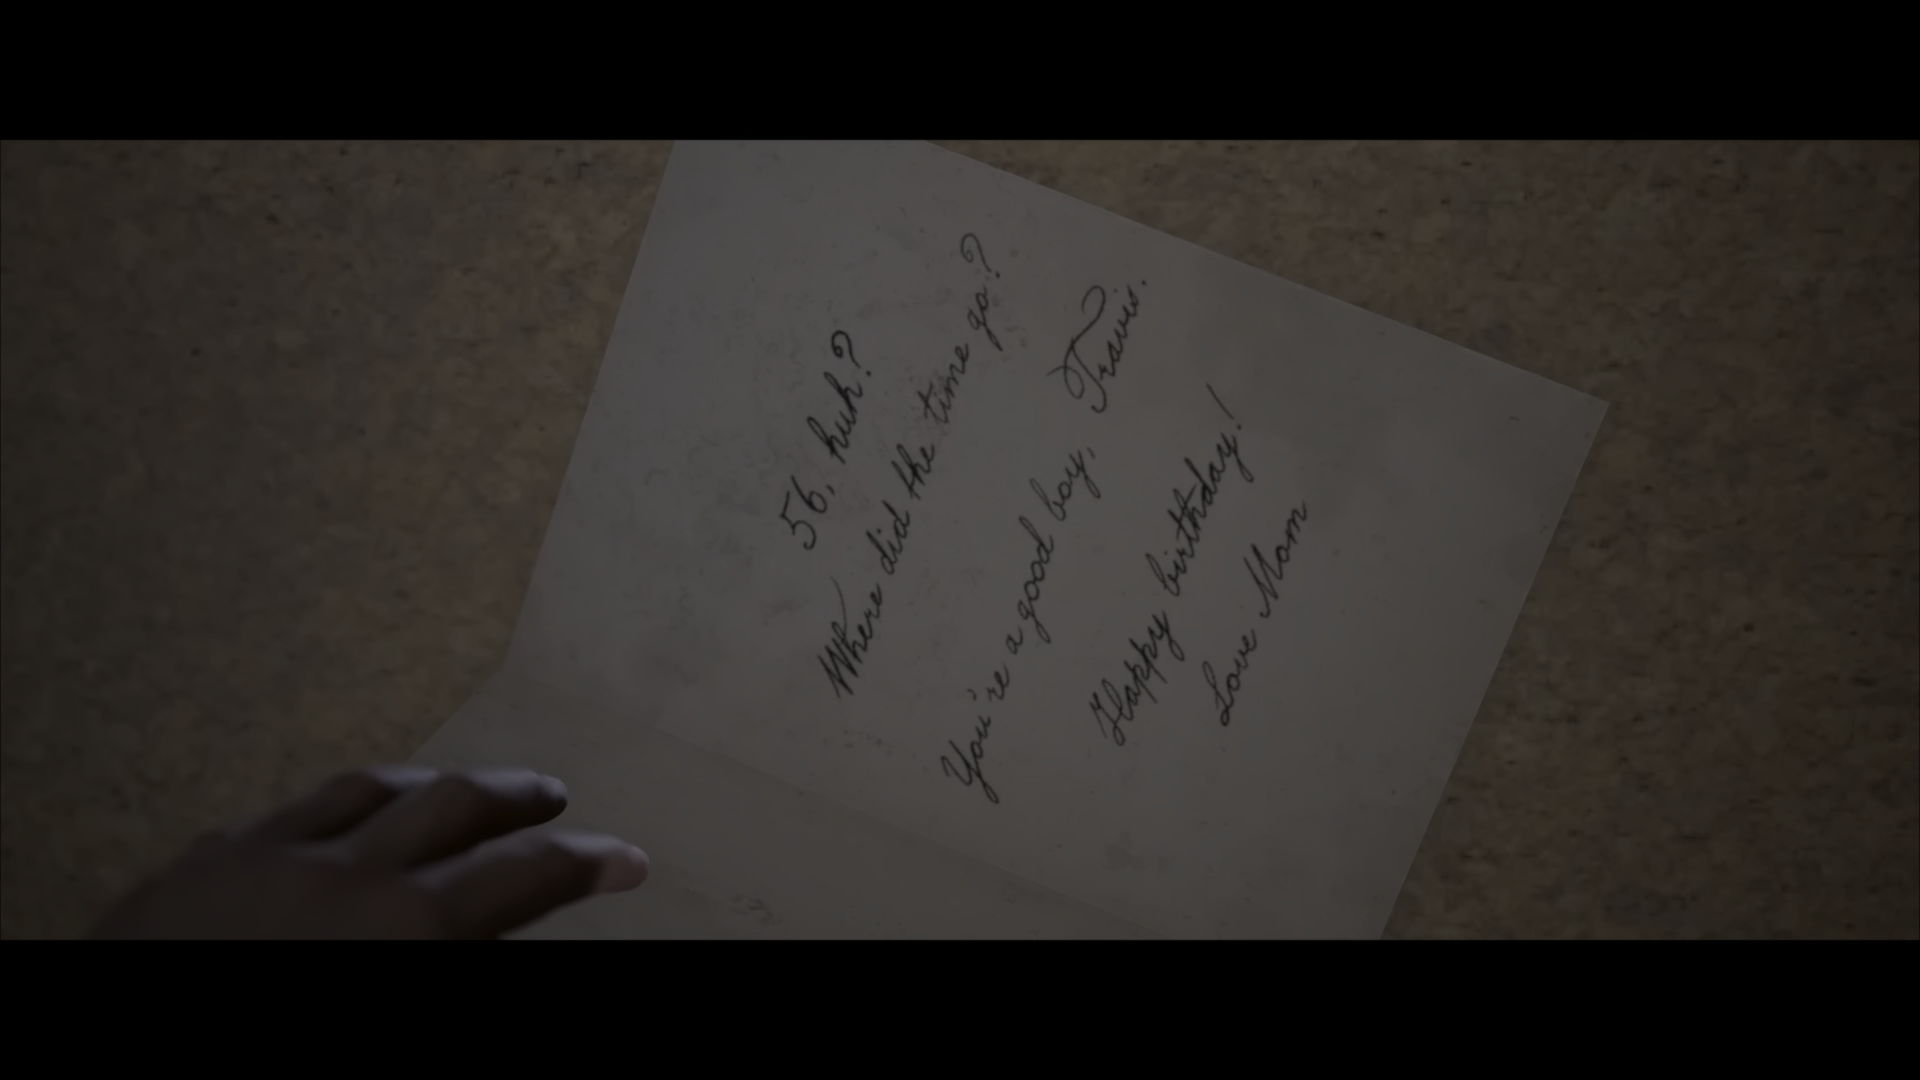 56, huh?
Where did the time go?
You're a good boy, Travis.
Happy birthday!
Love Mom